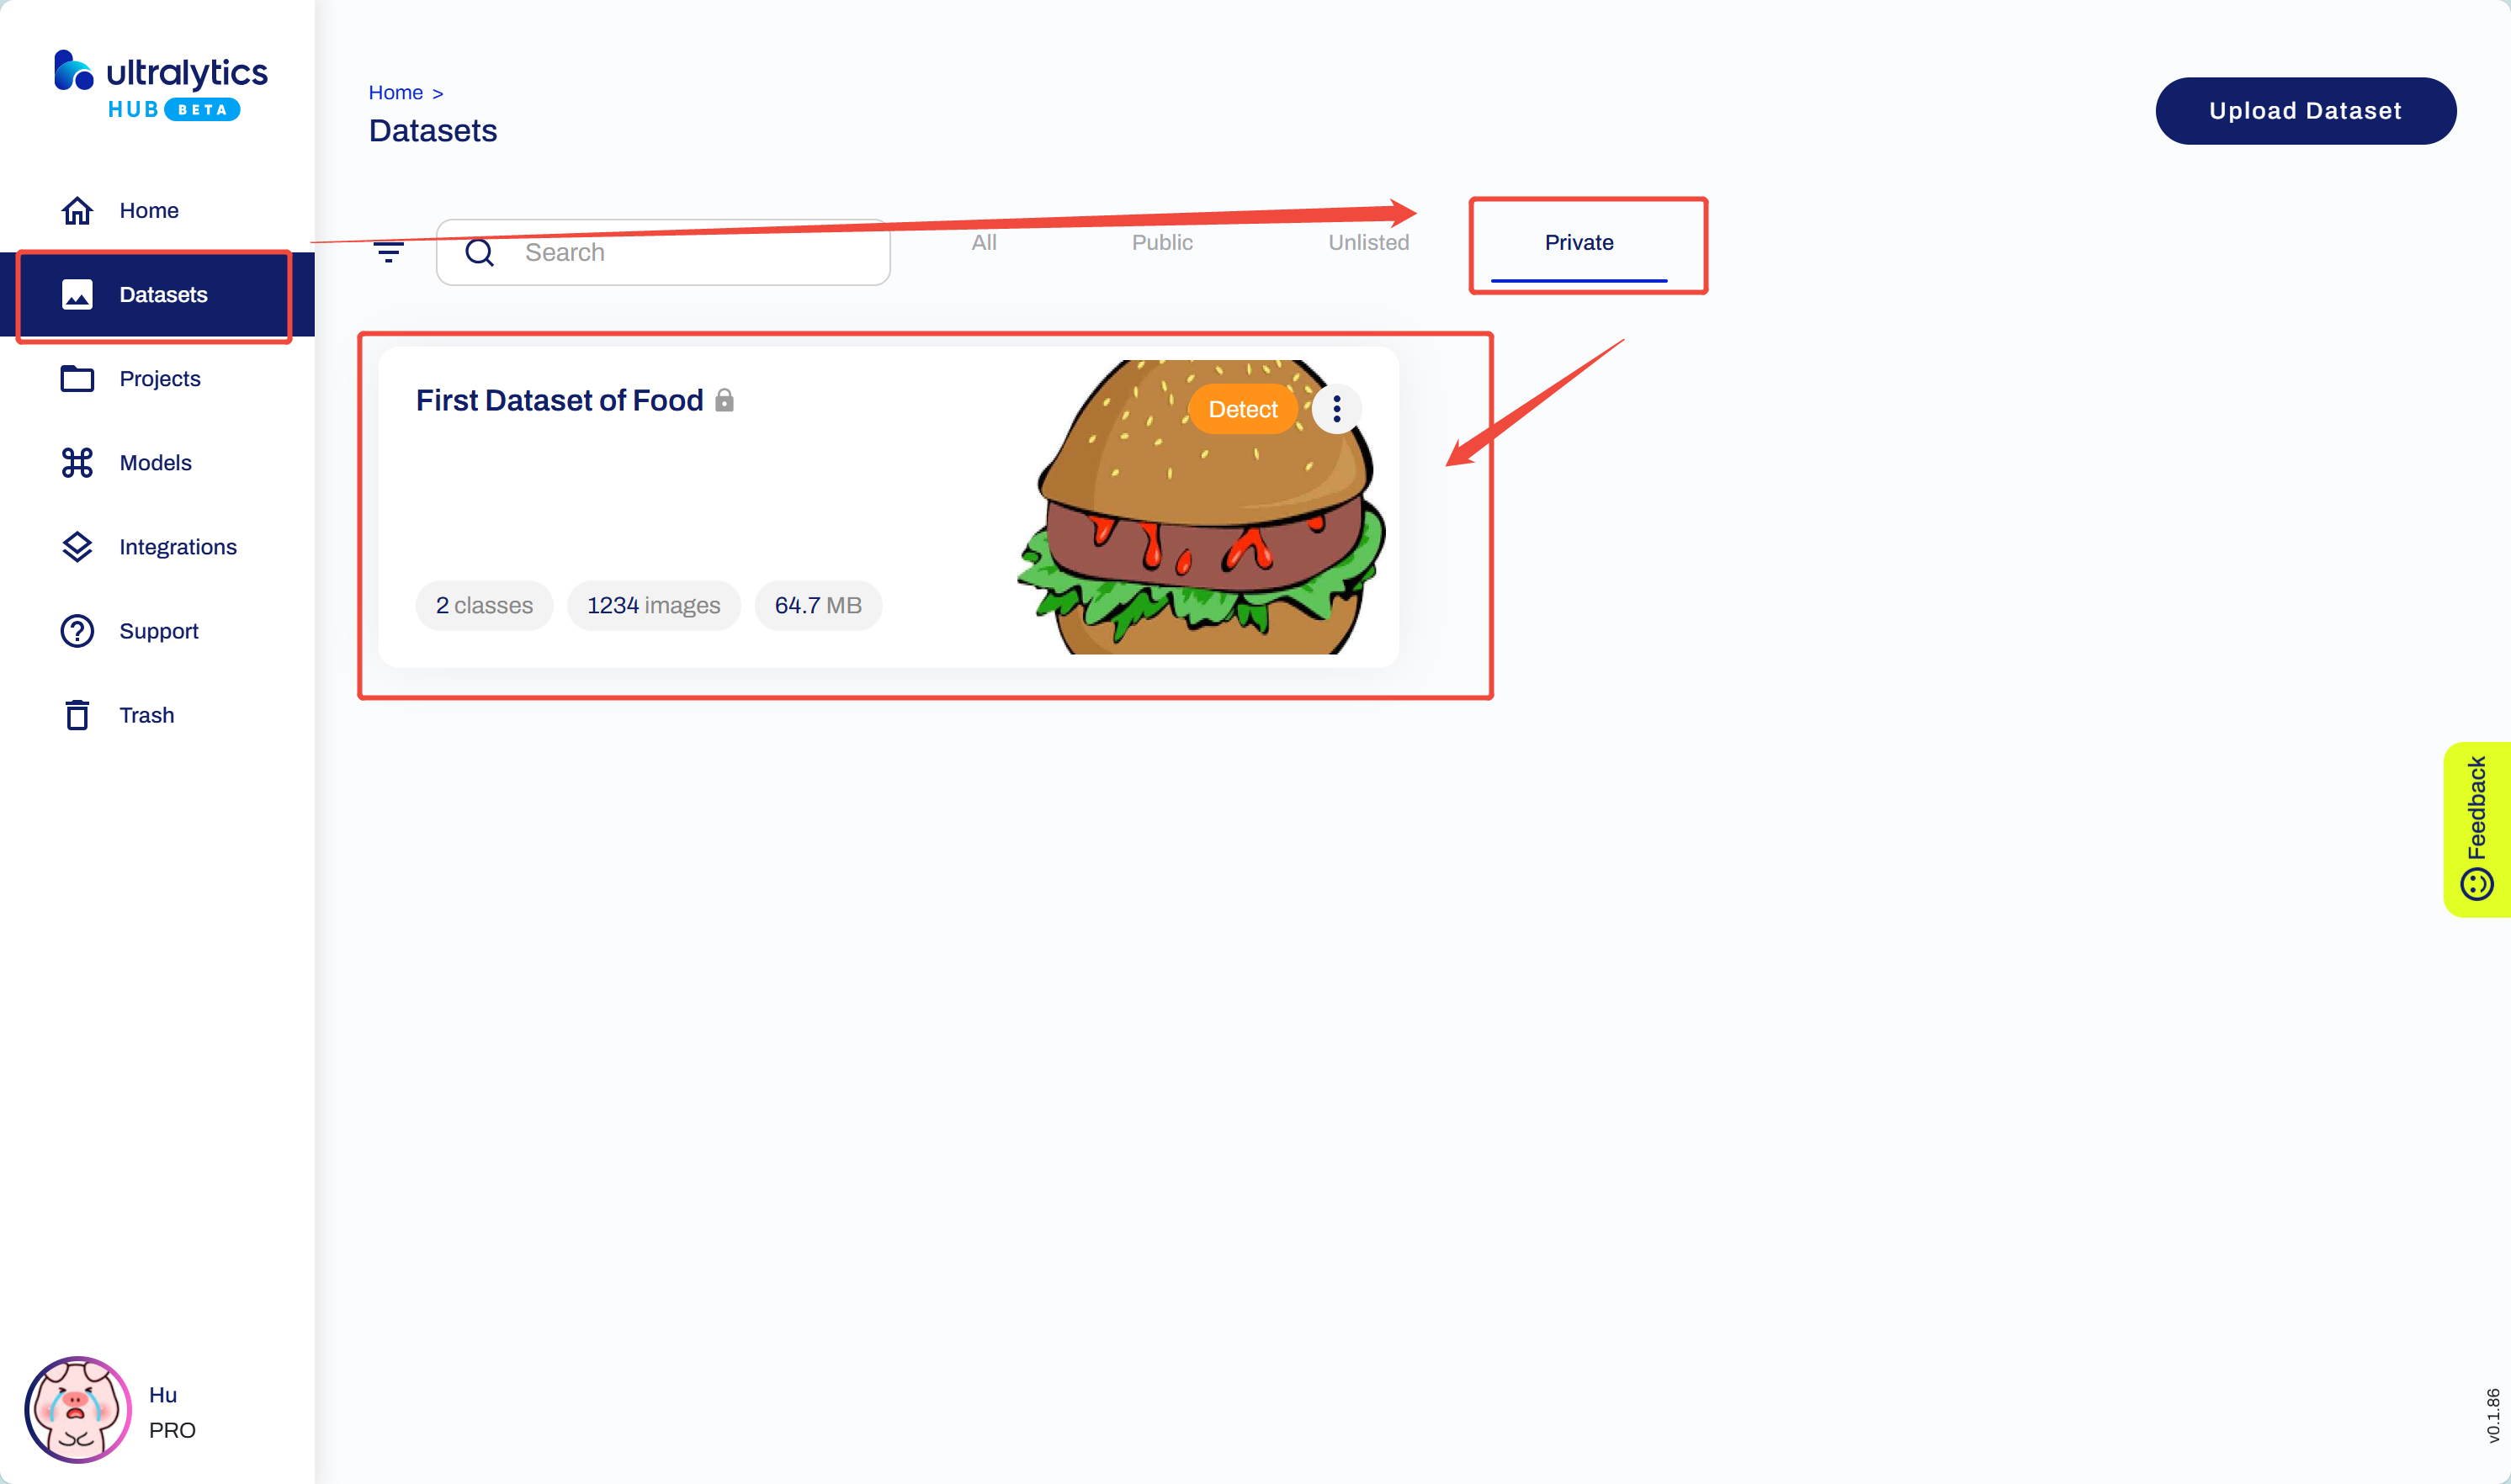 ultralytics
HUB BETA
Home
Datasets
Projects
Models
Integrations
Support
Trash
Hu
PRO
Home >
Datasets
Upload Dataset
Search
All
Public
Unlisted
Private
First Dataset of Food
Detect
2 classes
1234 images
64.7 MB
Feedback
v0.1.86